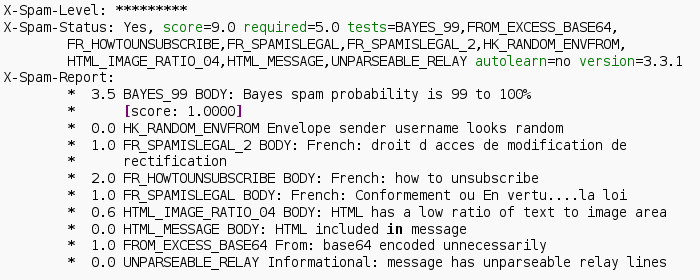 X-Spam-Level: *********
X-Spam-Status: Yes, score=9.0 required=5.0 tests=BAYES_99,FROM_EXCESS_BASE64,
FR_HOWTOUNSUBSCRIBE,FR_SPAMISLEGAL,FR_SPAMISLEGAL_2,HK_RANDOM_ENVFROM,
HTML_IMAGE_RATIO_04,HTML_MESSAGE,UNPARSEABLE_RELAY autolearn=no version=3.3.1
X-Spam-Report:
* 3.5 BAYES_99 BODY: Bayes spam probability is 99 to 100%
* [score: 1.0000]
* 0.0 HK_RANDOM_ENVFROM Envelope sender username looks random
* 1.0 FR_SPAMISLEGAL_2 BODY: French: droit d acces de modification de
* rectification
* 2.0 FR_HOWTOUNSUBSCRIBE BODY: French: how to unsubscribe
* 1.0 FR_SPAMISLEGAL BODY: French: Conformement ou En vertu....la loi
* 0.6 HTML_IMAGE_RATIO_04 BODY: HTML has a low ratio of text to image area
* 0.0 HTML_MESSAGE BODY: HTML included in message
* 1.0 FROM_EXCESS_BASE64 From: base64 encoded unnecessarily
* 0.0 UNPARSEABLE_RELAY Informational: message has unparseable relay lines